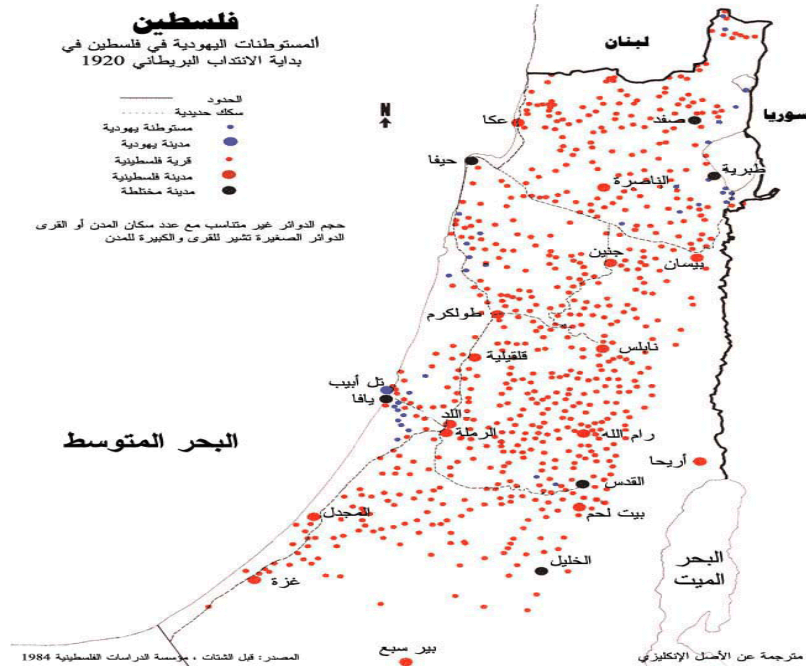 فلسطين
ألمستوطنات اليهودية في فلسطين في
بداية الانتداب البريطاني 1920
الحدود
سكك حديدية
مستوطنة يهودية
مدينة يهودية
قرية فلسطينية
مدينة فلسطينية
مدينة مختلطة
حجم الدوائر غير متناسب مع عدد سكان المدن أو القرى
الدوائر الصغيرة تشير للقرى والكبيرة للمدن
N
لبنان
سوريا
عكا
صفد
حيفا
طبرية
الناصرة
جنين
بيسان
طولكرم
قلقيلية
نابلس
تل أبيب
يافا
اللد
الرملة
رام الله
البحر المتوسط
أريحا
القدس
المجدل
بيت لحم
الخليل
البحر
الميت
غزة
بير سبع
المصدر: قبل الشتات ، مؤسسة الدراسات الفلسطينية 1984
مترجمة عن الأصل الإنكليزي